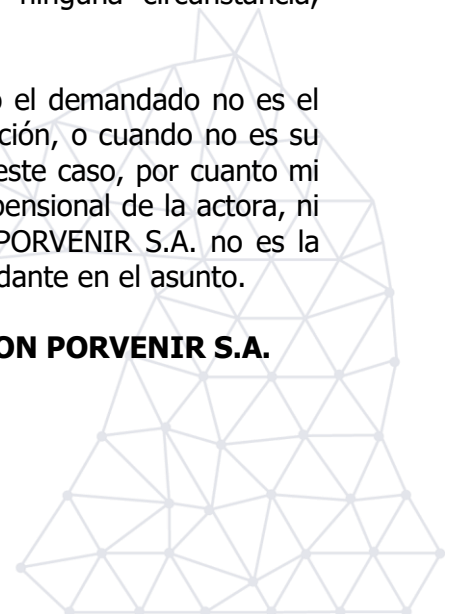 ninguna circunstancia,
o el demandado no es el
ción, o cuando no es su
este caso, por cuanto mi
pensional de la actora, ni
PORVENIR S.A. no es la
dante en el asunto.
ON PORVENIR S.A.